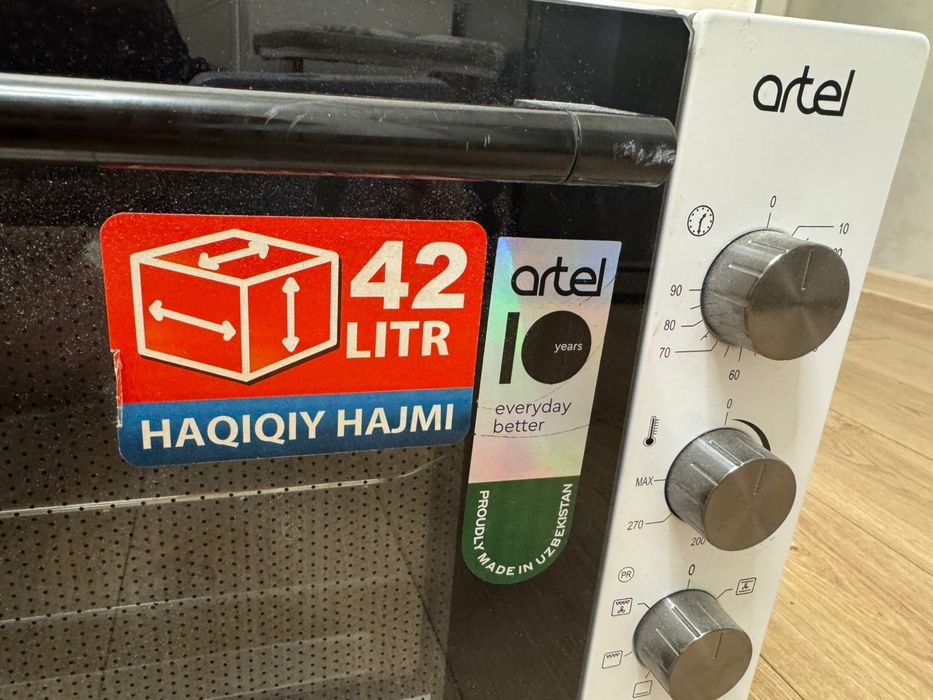 artel
42
LITR
HAQIQIY HAJMI
artel
10
years
everyday
better
PROUDLY MADE IN UZBEKISTAN
0
10
90
80
70
60
0
MAX
270
200
PR
0